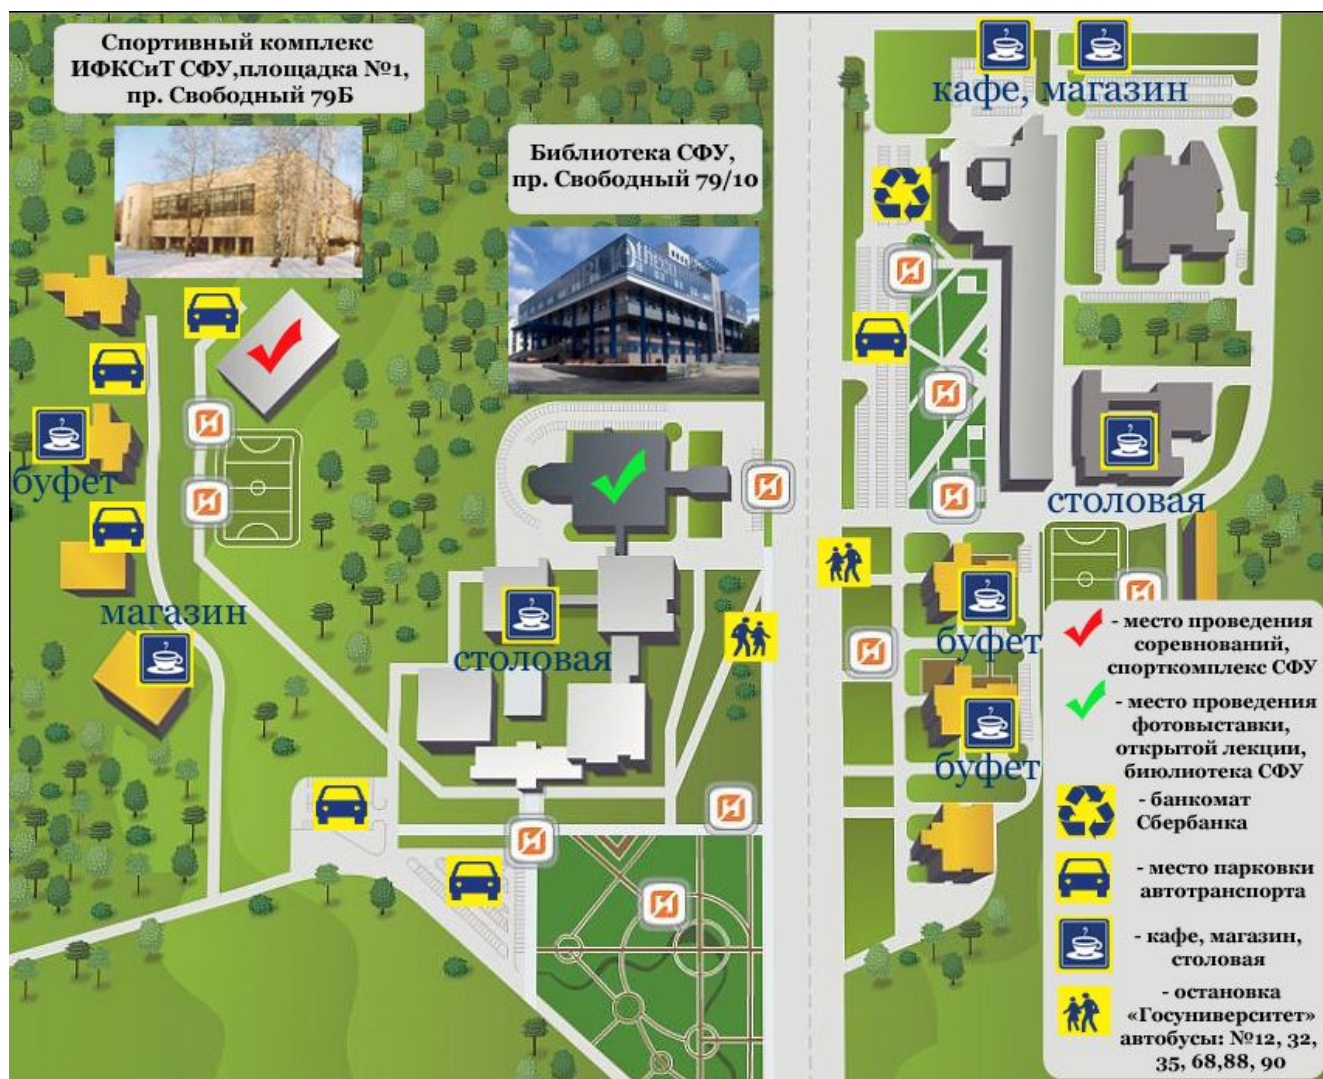 Спортивный комплекс
ИФКСиТ СФУ,площадка №1,
пр. Свободный 79Б
Библиотека СФУ,
пр. Свободный 79/10
кафе, магазин
буфет
столовая
магазин
столовая
буфет
буфет
- место проведения
соревнований,
спорткомплекс СФУ
- место проведения
фотовыставки,
открытой лекции,
биюлиотека СФУ
- банкомат
Сбербанка
- место парковки
автотранспорта
- кафе, магазин,
столовая
- остановка
«Госуниверситет»
автобусы: №12, 32,
35, 68,88, 90